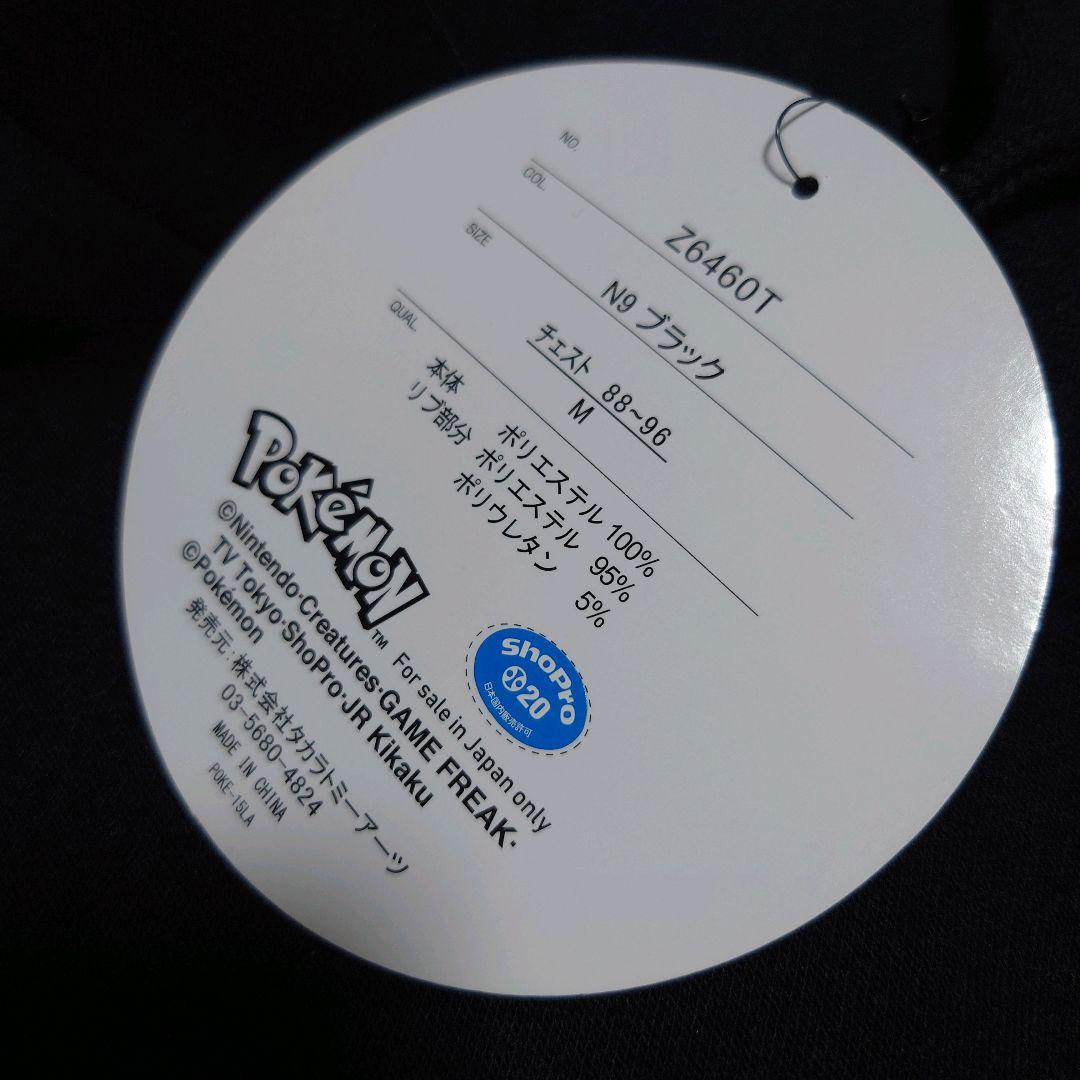 NO.
Z6460T
COL.
N9 ブラック
SIZE
チェスト 88~96
M
QUAL.
本体 ポリエステル 100%
リブ部分 ポリエステル 95%
ポリウレタン 5%
POKéMON™
For sale in Japan only
©Nintendo·Creatures·GAME FREAK·
TV Tokyo·ShoPro·JR Kikaku
©Pokémon
発売元:株式会社タカラトミーアーツ
03-5680-4824
MADE IN CHINA
POKE-15LA
ShoPro
20
日本国内販売許可